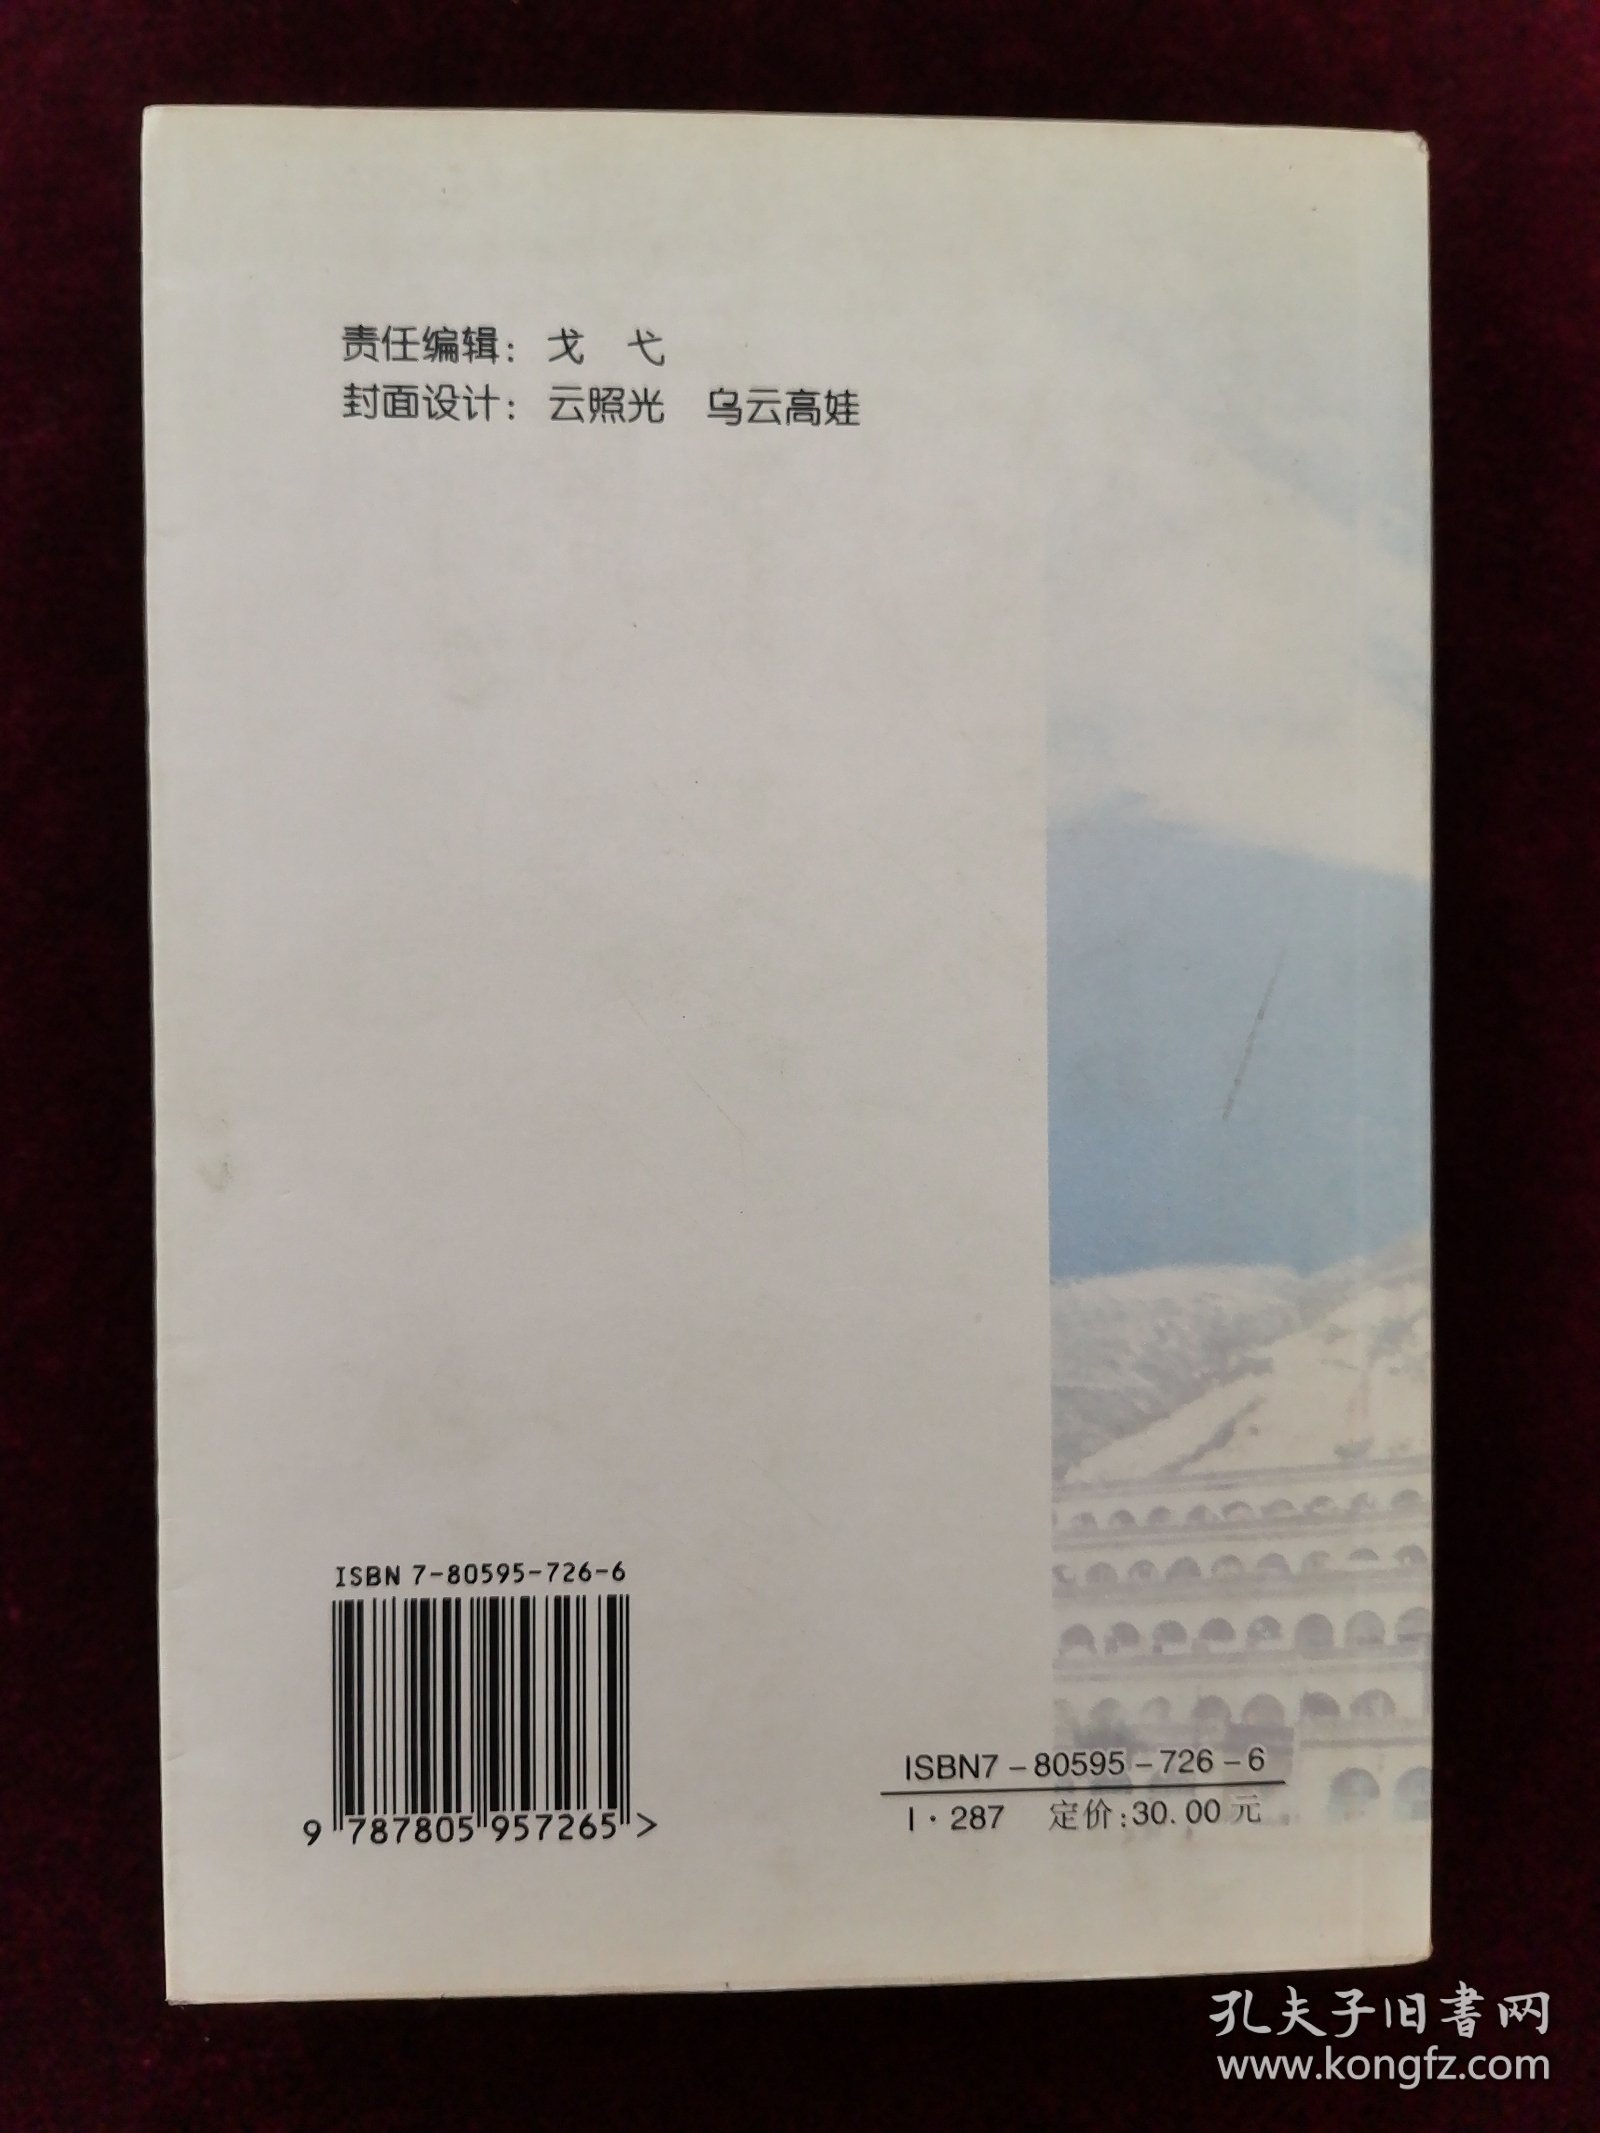 责任编辑：戈　弋
封面设计：云照光　乌云高娃
ISBN 7-80595-726-6
9 787805 957265 >
ISBN7-80595-726-6
I·287　定价:30.00元
孔夫子旧书网
www.kongfz.com